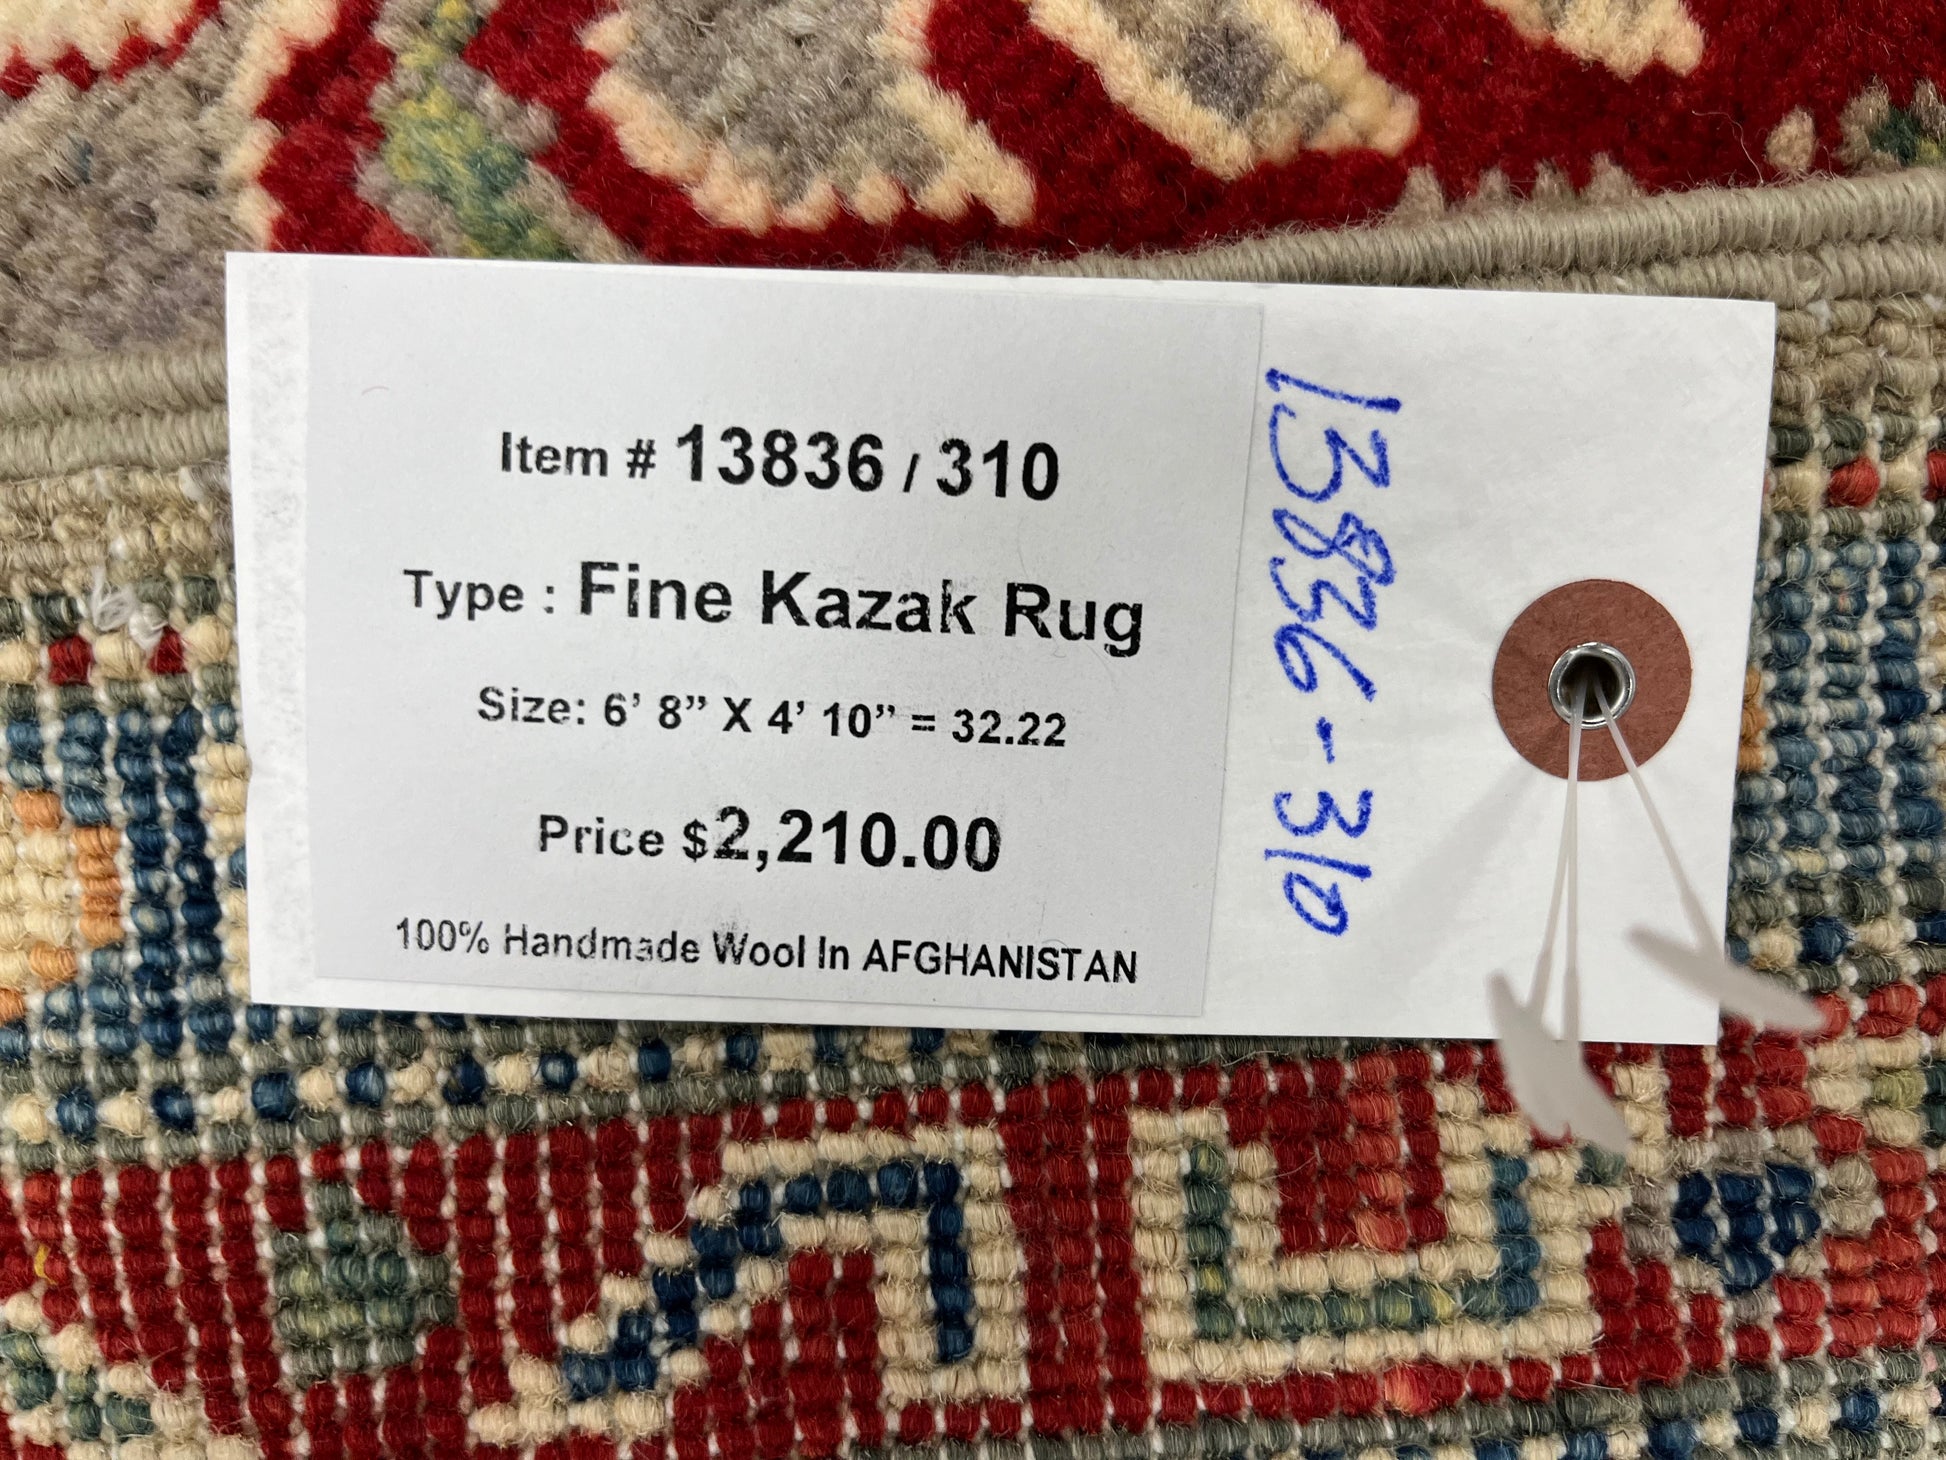 Item # 13836 / 310
Type : Fine Kazak Rug
Size: 6’ 8” X 4’ 10” = 32.22
Price $2,210.00
100% Handmade Wool In AFGHANISTAN
13836-310